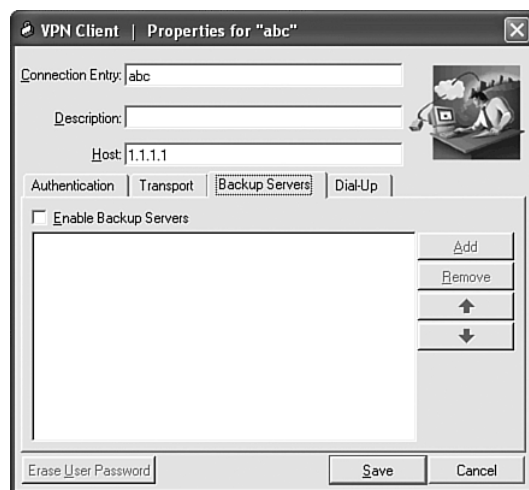 VPN Client | Properties for "abc"
Connection Entry: abc
Description:
Host: 1.1.1.1
Authentication Transport Backup Servers Dial-Up
Enable Backup Servers
Add
Remove
Erase User Password Save Cancel